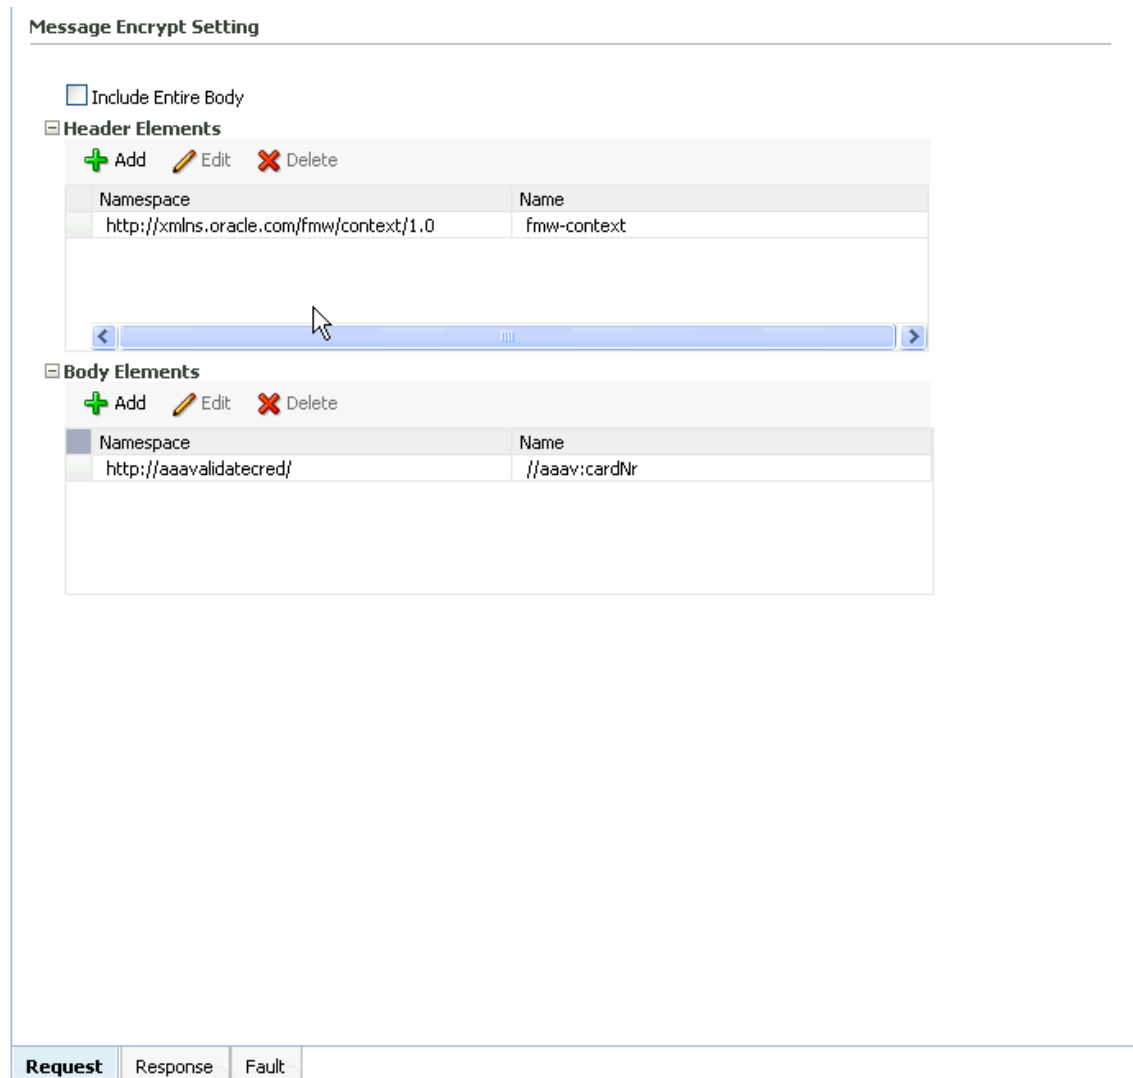 Message Encrypt Setting
Include Entire Body
Header Elements
Add Edit Delete
Namespace Name
http://xmlns.oracle.com/fmw/context/1.0 fmw-context
Body Elements
Add Edit Delete
Namespace Name
http://aaavalidatecred/ //aaav:cardNr
Request Response Fault